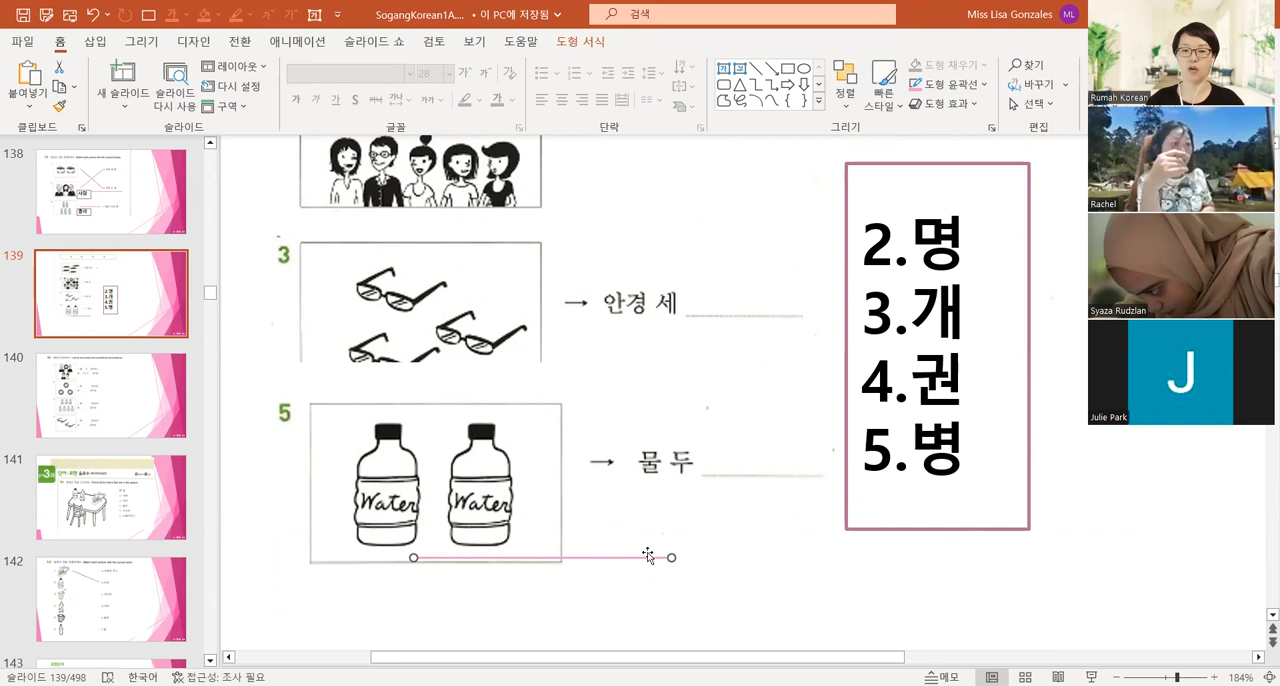 SogangKorean1A.... • 이 PC에 저장됨
검색
Miss Lisa Gonzales
ML
파일 홈 삽입 그리기 디자인 전환 애니메이션 슬라이드 쇼 검토 보기 도움말 도형 서식
붙여넣기
새 슬라이드
슬라이드 다시 사용
레이아웃
다시 설정
구역
28
정렬
빠른 스타일
도형 채우기
도형 윤곽선
도형 효과
찾기
바꾸기
선택
클립보드 슬라이드 글꼴 단락 그리기 편집
138
139
140
141
142
143
3
→ 안경 세
5
Water Water
→ 물 두
2.명
3.개
4.권
5.병
Rumah Korean
Rachel
Syaza Rudzlan
J
Julie Park
슬라이드 139/498 한국어 접근성: 조사 필요 메모 184%